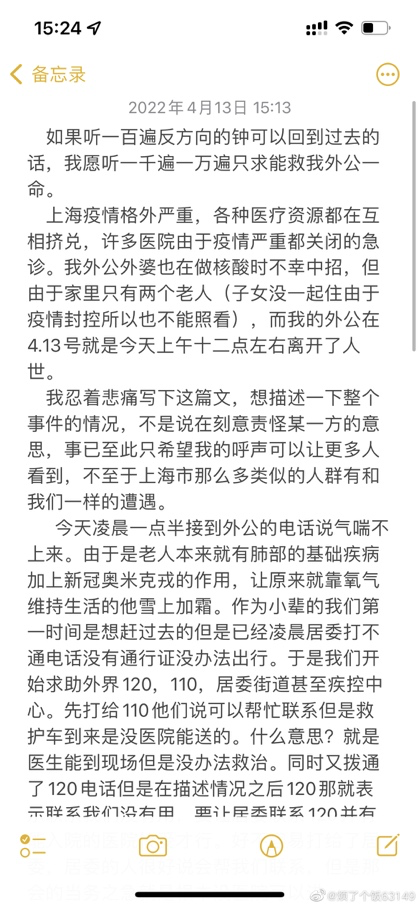 15:24
备忘录
2022年4月13日 15:13
如果听一百遍反方向的钟可以回到过去的
话，我愿听一千遍一万遍只求能救我外公一
命。
上海疫情格外严重，各种医疗资源都在互
相挤兑，许多医院由于疫情严重都关闭的急
诊。我外公外婆也在做核酸时不幸中招，但
由于家里只有两个老人（子女没一起住由于
疫情封控所以也不能照看），而我的外公在
4.13号就是今天上午十二点左右离开了人
世。
我忍着悲痛写下这篇文，想描述一下整个
事件的情况，不是说在刻意责怪某一方的意
思，事已至此只希望我的呼声可以让更多人
看到，不至于上海市那么多类似的人群有和
我们一样的遭遇。
今天凌晨一点半接到外公的电话说气喘不
上来。由于是老人本来就有肺部的基础疾病
加上新冠奥米克戎的作用，让原来就靠氧气
维持生活的他雪上加霜。作为小辈的我们第
一时间是想赶过去的但是已经凌晨居委打不
通电话没有通行证没办法出行。于是我们开
始求助外界120，110，居委街道甚至疾控中
心。先打给110他们说可以帮忙联系但是救
护车到来是没医院能送的。什么意思？就是
医生能到现场但是没办法救治。同时又拨通
了120电话但是在描述情况之后120那就表
示联系我们没有用，要让居委联系120并有